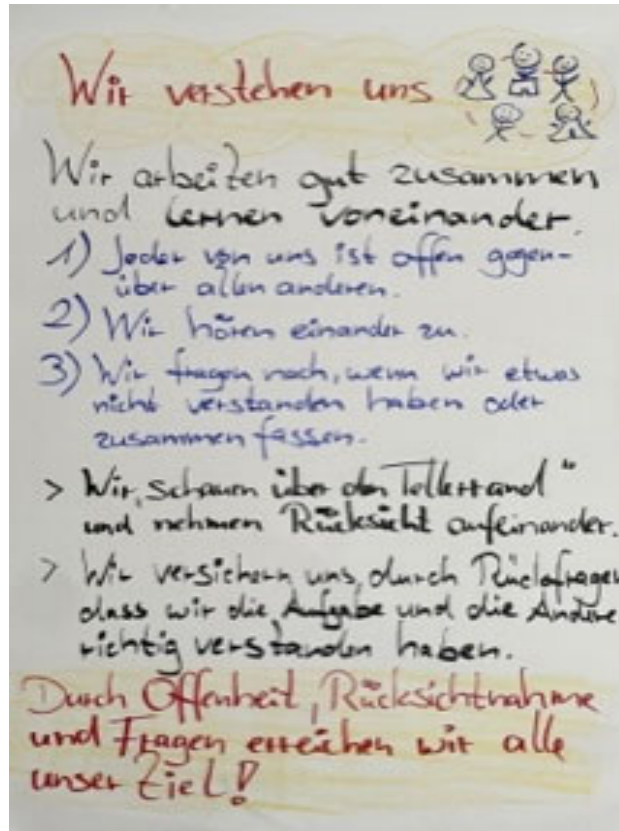 Wir verstehen uns
Wir arbeiten gut zusammen
und lernen voneinander.
1) Jeder von uns ist offen gegen-
über allen anderen.
2) Wir hören einander zu.
3) Wir fragen nach, wenn wir etwas
nicht verstanden haben oder
zusammenfassen.
> Wir „schauen über den Tellerrand"
und nehmen Rücksicht aufeinander.
> Wir versichern uns durch Rückfragen,
dass wir die Aufgabe und die Andere
richtig verstanden haben.
Durch Offenheit, Rücksichtnahme
und Fragen erreichen wir alle
unser Ziel!